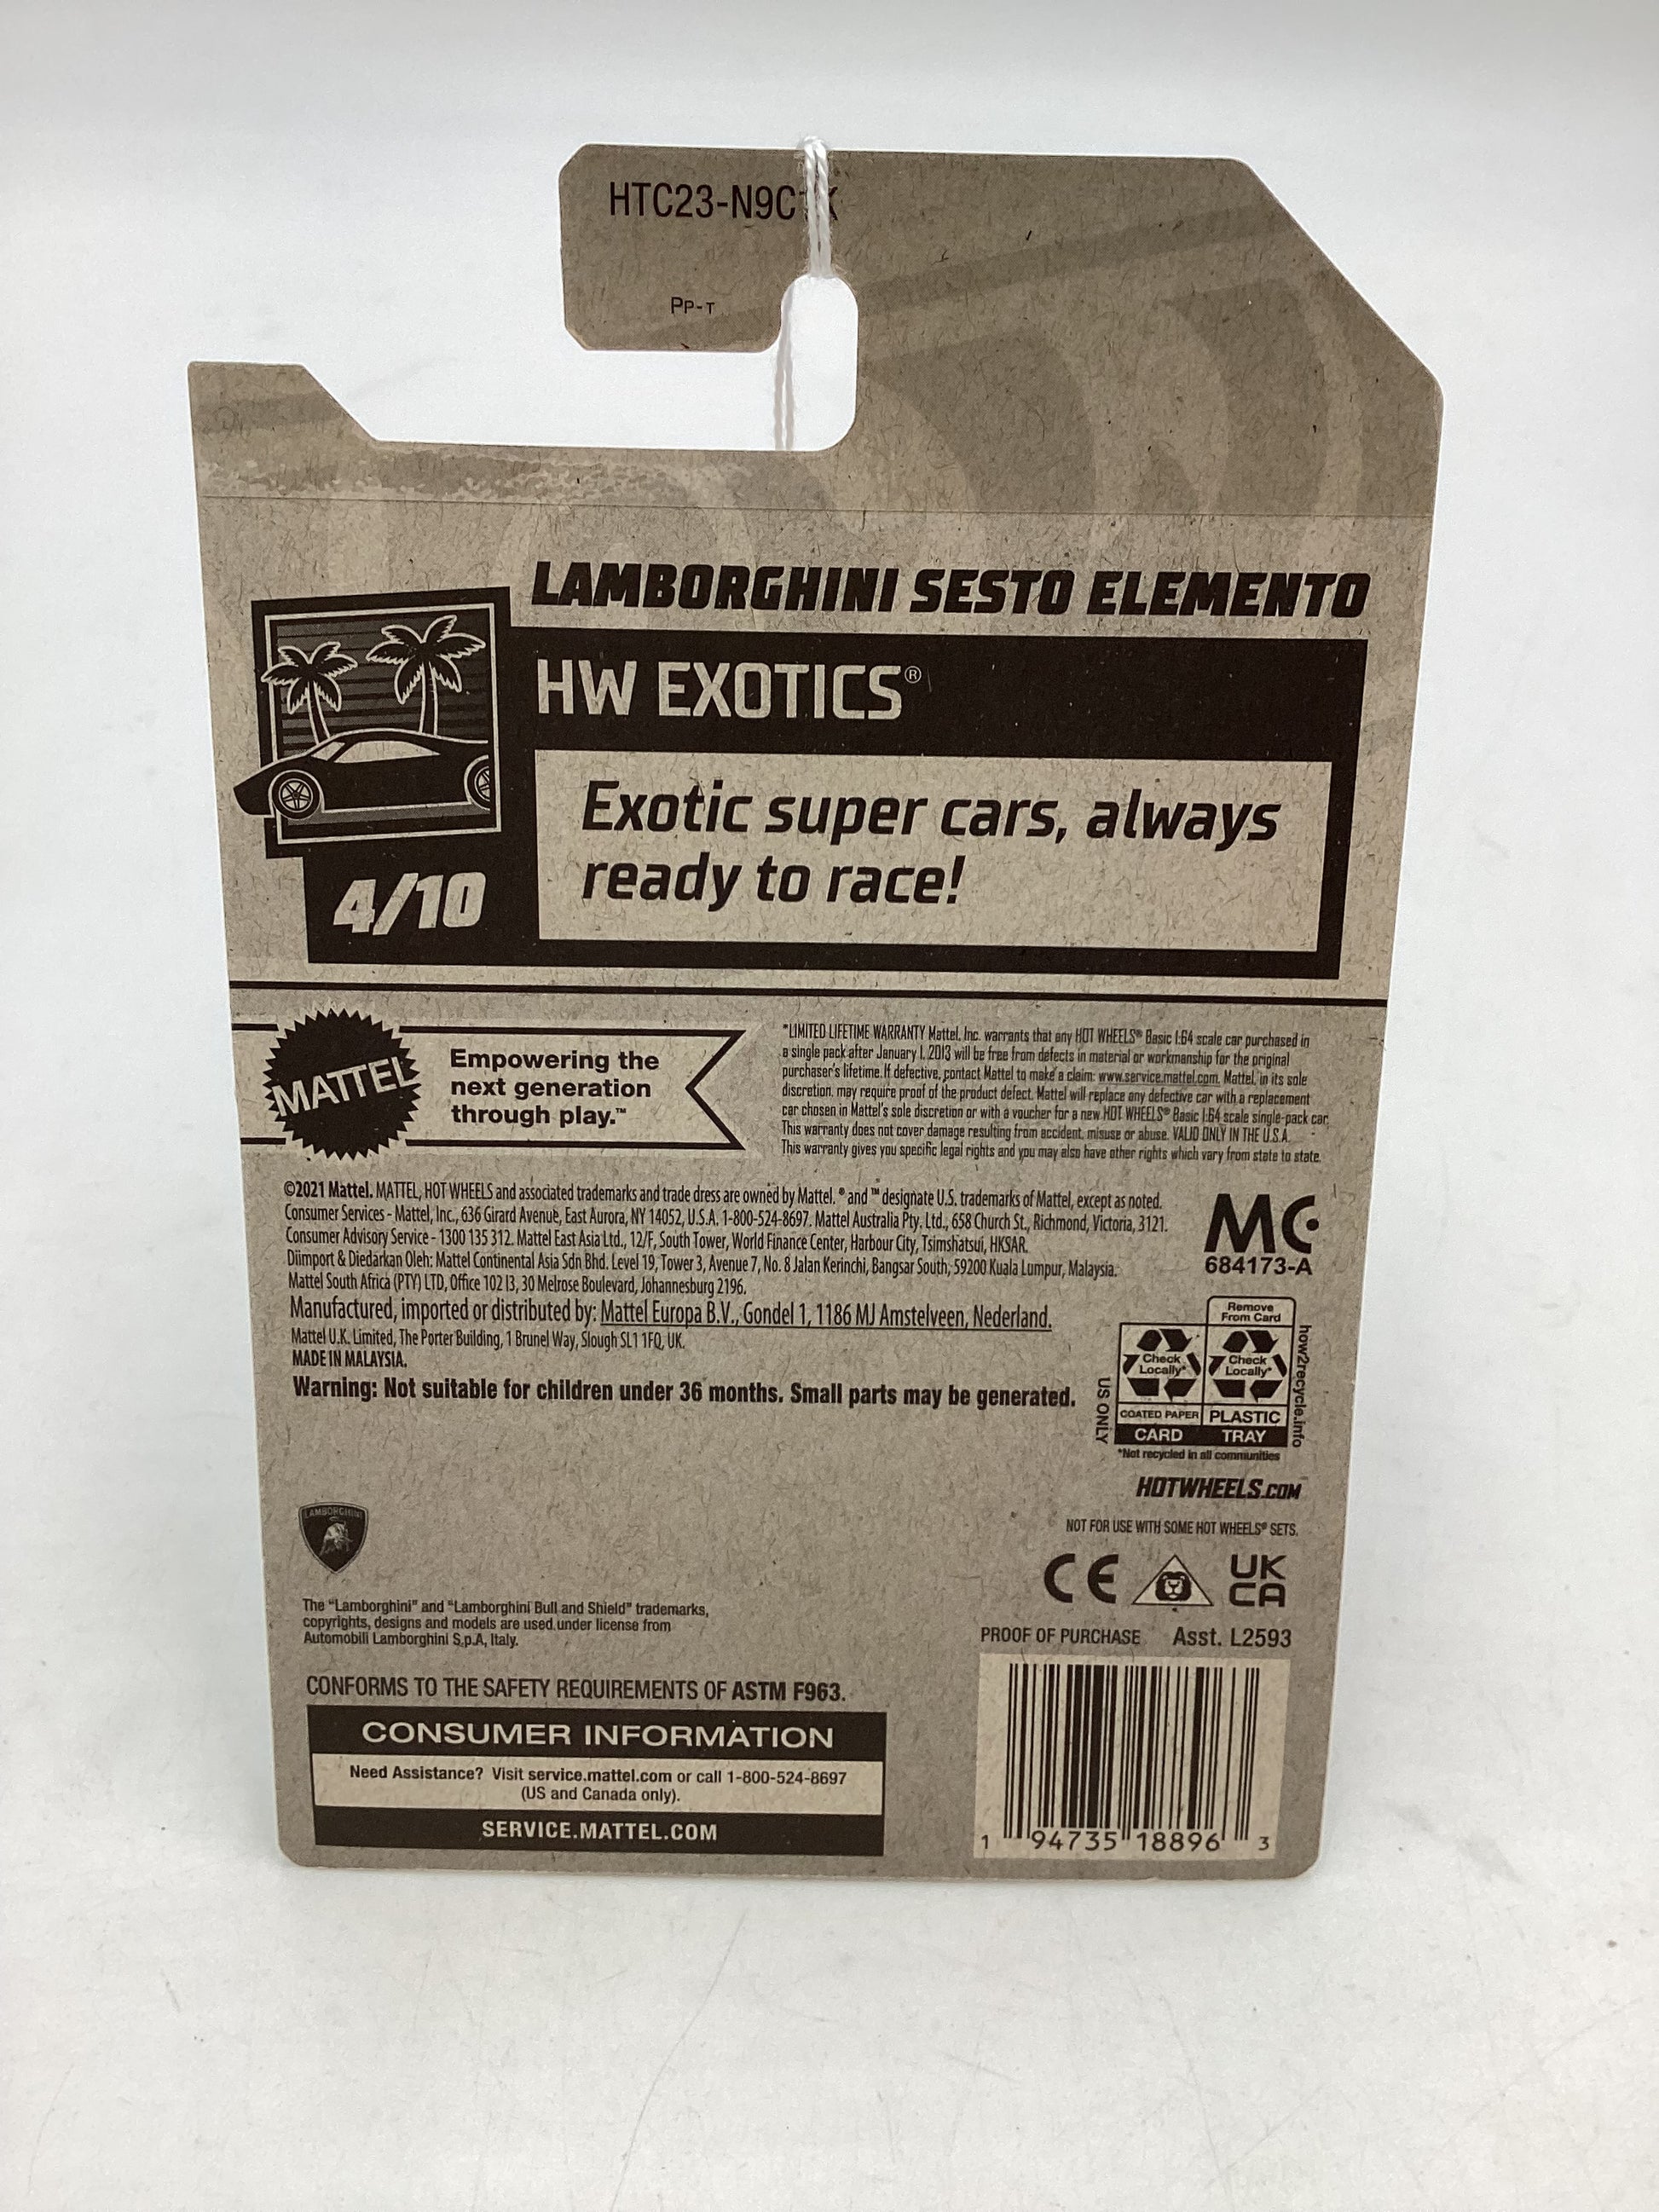 HTC23-N9C
PP-T
LAMBORGHINI SESTO ELEMENTO
HW EXOTICS®
Exotic super cars, always
ready to race!
4/10
MATTEL
Empowering the
next generation
through play.™
*LIMITED LIFETIME WARRANTY Mattel, Inc. warrants that any HOT WHEELS® Basic 1:64 scale car purchased in
a single pack after January 1, 2013 will be free from defects in material or workmanship for the original
purchaser's lifetime. If defective, contact Mattel to make a claim: www.service.mattel.com. Mattel, in its sole
discretion, may require proof of the product defect. Mattel will replace any defective car with a replacement
car chosen in Mattel's sole discretion or with a voucher for a new HOT WHEELS® Basic 1:64 scale single-pack car.
This warranty does not cover damage resulting from accident, misuse or abuse. VALID ONLY IN THE U.S.A.
This warranty gives you specific legal rights and you may also have other rights which vary from state to state.
©2021 Mattel. MATTEL, HOT WHEELS and associated trademarks and trade dress are owned by Mattel. ® and ™ designate U.S. trademarks of Mattel, except as noted.
Consumer Services - Mattel, Inc., 636 Girard Avenue, East Aurora, NY 14052, U.S.A. 1-800-524-8697. Mattel Australia Pty. Ltd., 658 Church St., Richmond, Victoria, 3121.
Consumer Advisory Service - 1300 135 312. Mattel East Asia Ltd., 12/F, South Tower, World Finance Center, Harbour City, Tsimshatsui, HKSAR.
Diimport & Diedarkan Oleh: Mattel Continental Asia Sdn Bhd. Level 19, Tower 3, Avenue 7, No. 8 Jalan Kerinchi, Bangsar South, 59200 Kuala Lumpur, Malaysia.
Mattel South Africa (PTY) LTD, Office 102 I3, 30 Melrose Boulevard, Johannesburg 2196.
Manufactured, imported or distributed by: Mattel Europa B.V., Gondel 1, 1186 MJ Amstelveen, Nederland.
Mattel U.K. Limited, The Porter Building, 1 Brunel Way, Slough SL1 1FQ, UK.
MADE IN MALAYSIA.
Warning: Not suitable for children under 36 months. Small parts may be generated.
MC
684173-A
Remove
From Card
Check
Locally*
Check
Locally*
COATED PAPER
PLASTIC
CARD
TRAY
US ONLY
how2recycle.info
*Not recycled in all communities
HOTWHEELS.COM
NOT FOR USE WITH SOME HOT WHEELS® SETS.
CE
UK
CA
LAMBORGHINI
The "Lamborghini" and "Lamborghini Bull and Shield" trademarks,
copyrights, designs and models are used under license from
Automobili Lamborghini S.p.A, Italy.
PROOF OF PURCHASE Asst. L2593
CONFORMS TO THE SAFETY REQUIREMENTS OF ASTM F963.
CONSUMER INFORMATION
Need Assistance? Visit service.mattel.com or call 1-800-524-8697
(US and Canada only).
SERVICE.MATTEL.COM
1 94735 18896 3